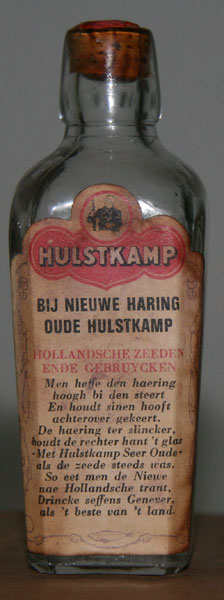 HULSTKAMP
BIJ NIEUWE HARING
OUDE HULSTKAMP
HOLLANDSCHE ZEEDEN
ENDE GEBRUYCKEN
Men heffe den haering
hoogh bi den steert
En houdt sinen hooft
achterover gekeert.
De haering ter slincker,
houdt de rechter hant 't glas
Met Hulstkamp Seer Oude
als de zeede steeds was.
So eet men de Nieuwe
nae Hollandsche trant,
Drincke seffens Genever,
als 't beste van 't land.